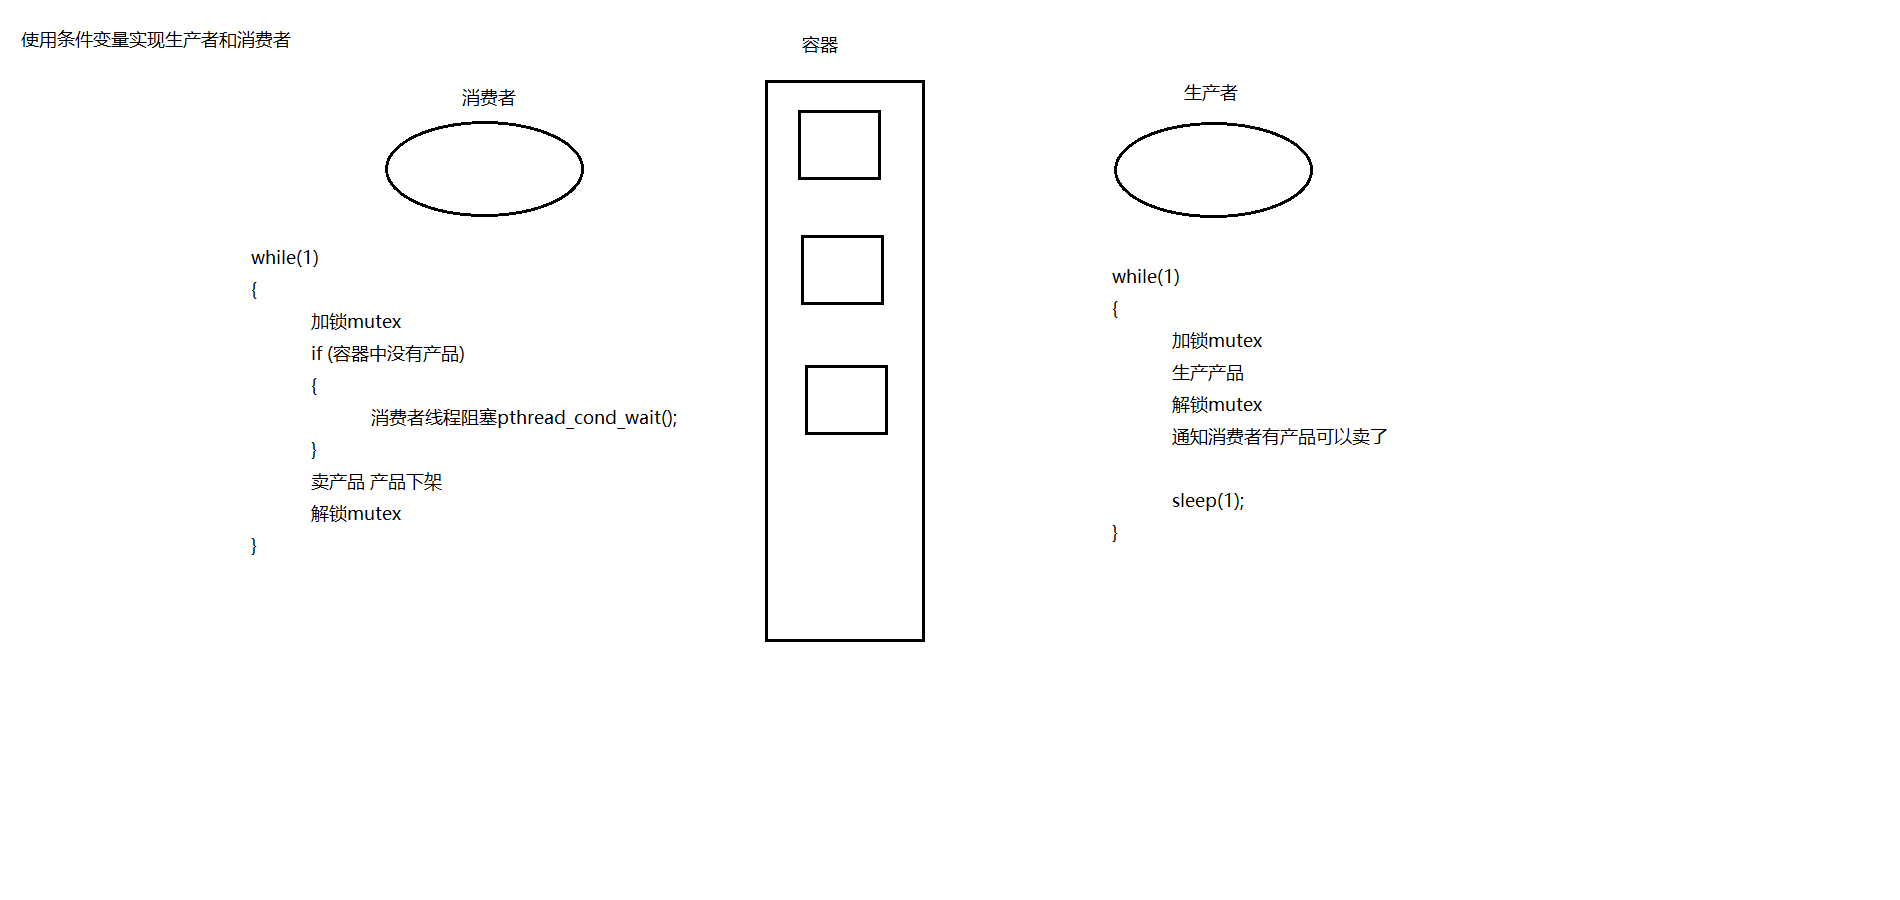 使用条件变量实现生产者和消费者
容器
消费者
生产者
while(1)
{
加锁mutex
if (容器中没有产品)
{
消费者线程阻塞pthread_cond_wait();
}
卖产品 产品下架
解锁mutex
}
while(1)
{
加锁mutex
生产产品
解锁mutex
通知消费者有产品可以卖了
sleep(1);
}